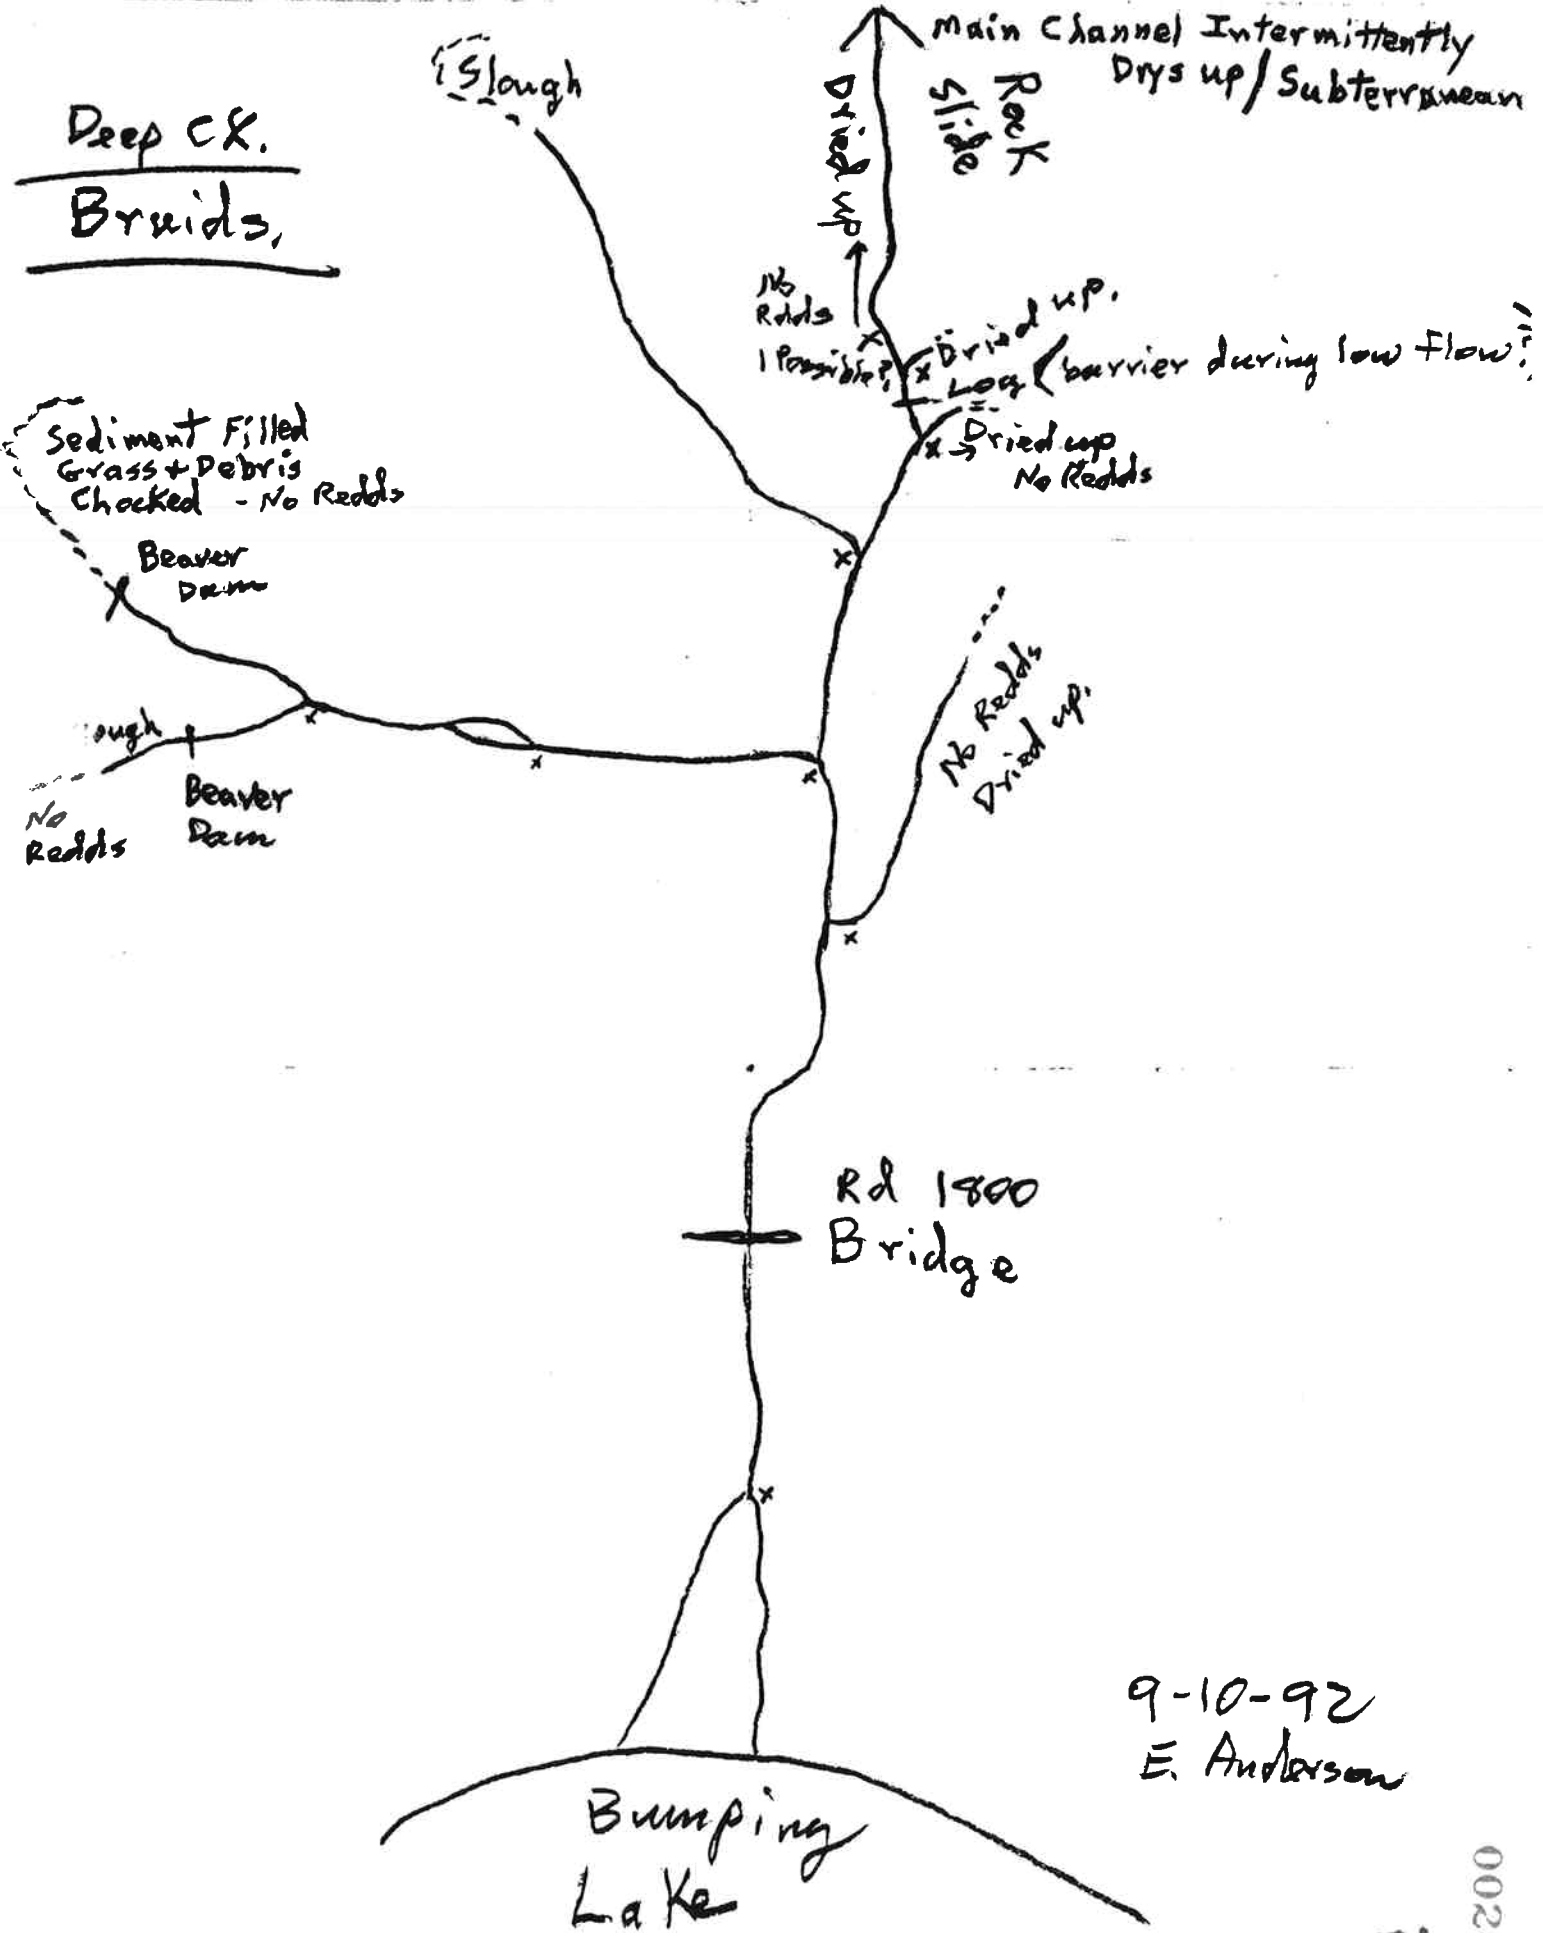 Main Channel Intermittently
Drys up / Subterranean
Slough
Deep CK.
Braids.
Dried up
Rock
Slide
No
Redds
1 Possible?
Dried up.
Log (barrier during low flow?
Dried up
No Redds
Sediment Filled
Grass + Debris
Chocked - No Redds
Beaver
Dam
No Redds
Dried up.
ough
Beaver
Dam
No
Redds
Rd 1800
Bridge
9-10-92
E. Anderson
Bumping
Lake
002